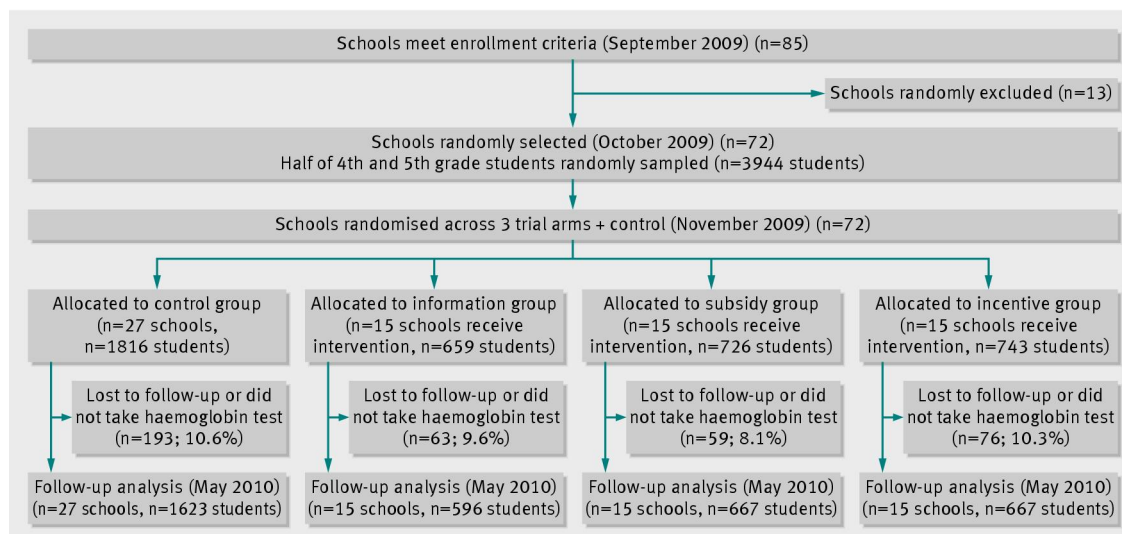 Schools meet enrollment criteria (September 2009) (n=85)
Schools randomly excluded (n=13)
Schools randomly selected (October 2009) (n=72)
Half of 4th and 5th grade students randomly sampled (n=3944 students)
Schools randomised across 3 trial arms + control (November 2009) (n=72)
Allocated to control group
(n=27 schools,
n=1816 students)
Allocated to information group
(n=15 schools receive
intervention, n=659 students)
Allocated to subsidy group
(n=15 schools receive
intervention, n=726 students)
Allocated to incentive group
(n=15 schools receive
intervention, n=743 students)
Lost to follow-up or did
not take haemoglobin test
(n=193; 10.6%)
Lost to follow-up or did
not take haemoglobin test
(n=63; 9.6%)
Lost to follow-up or did
not take haemoglobin test
(n=59; 8.1%)
Lost to follow-up or did
not take haemoglobin test
(n=76; 10.3%)
Follow-up analysis (May 2010)
(n=27 schools, n=1623 students)
Follow-up analysis (May 2010)
(n=15 schools, n=596 students)
Follow-up analysis (May 2010)
(n=15 schools, n=667 students)
Follow-up analysis (May 2010)
(n=15 schools, n=667 students)